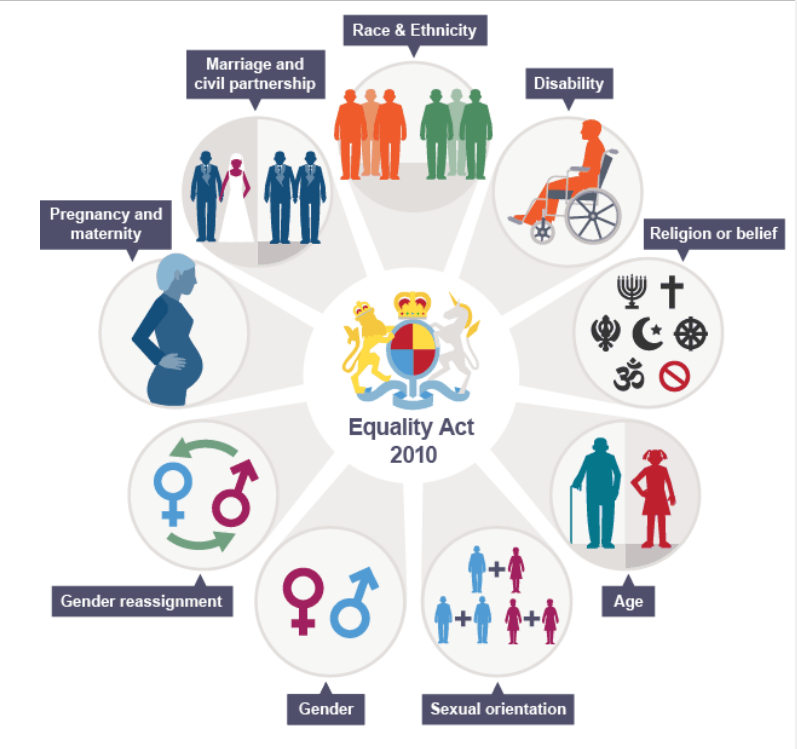 Race & Ethnicity
Marriage and
civil partnership
Disability
Pregnancy and
maternity
Religion or belief
Equality Act
2010
Gender reassignment
Age
Gender
Sexual orientation